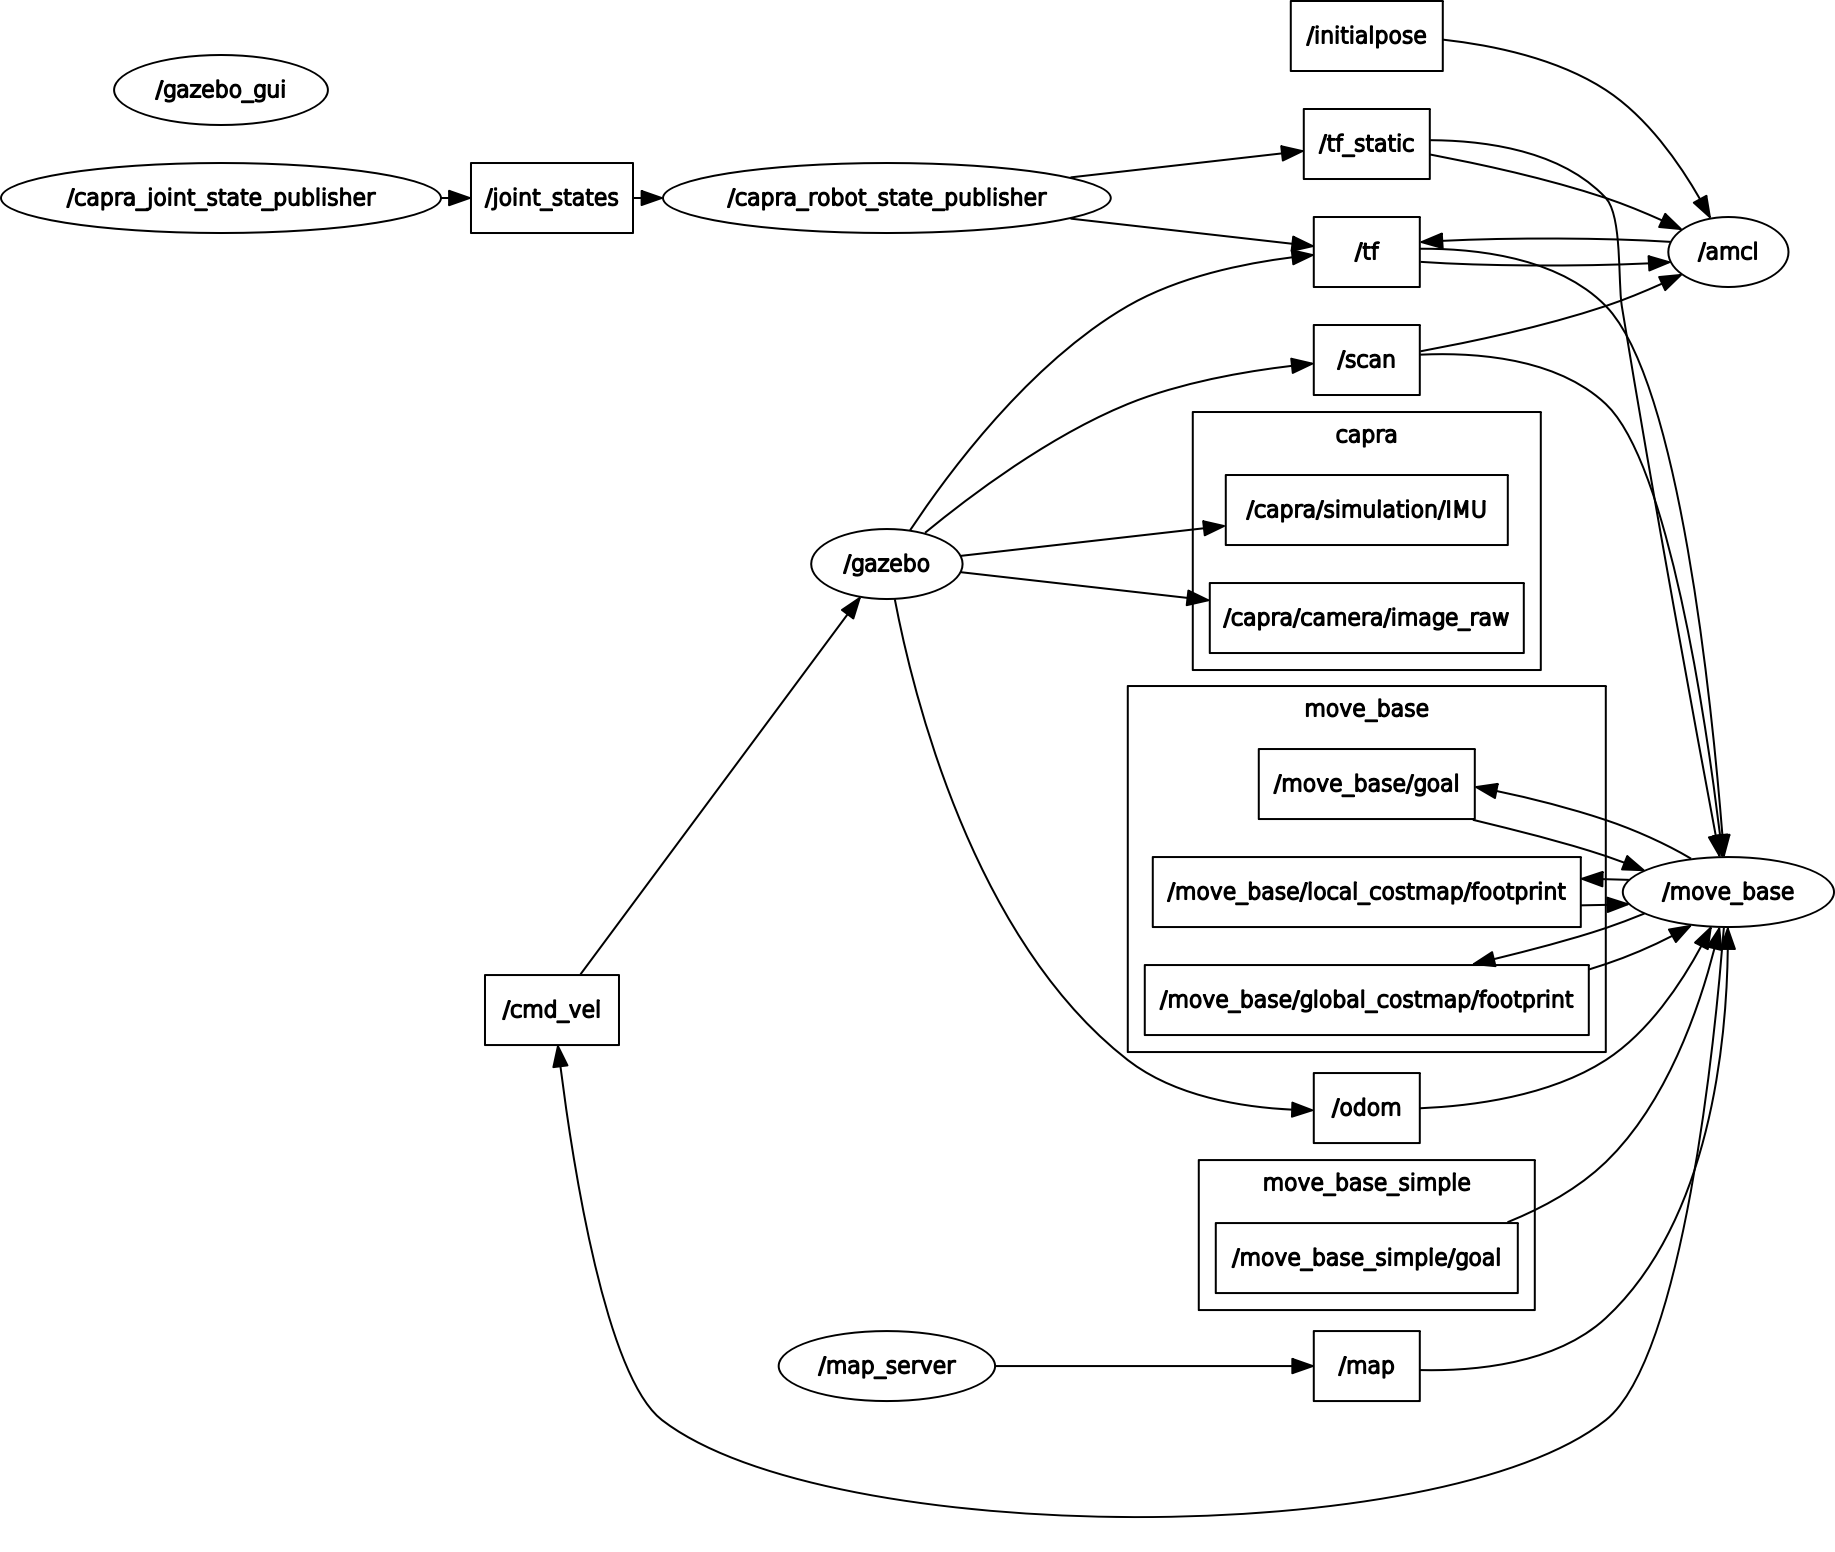 /initialpose
/gazebo_gui
/tf_static
/capra_joint_state_publisher
/joint_states
/capra_robot_state_publisher
/tf
/amcl
/scan
capra
/capra/simulation/IMU
/gazebo
/capra/camera/image_raw
move_base
/move_base/goal
/move_base/local_costmap/footprint
/move_base
/move_base/global_costmap/footprint
/cmd_vel
/odom
move_base_simple
/move_base_simple/goal
/map_server
/map